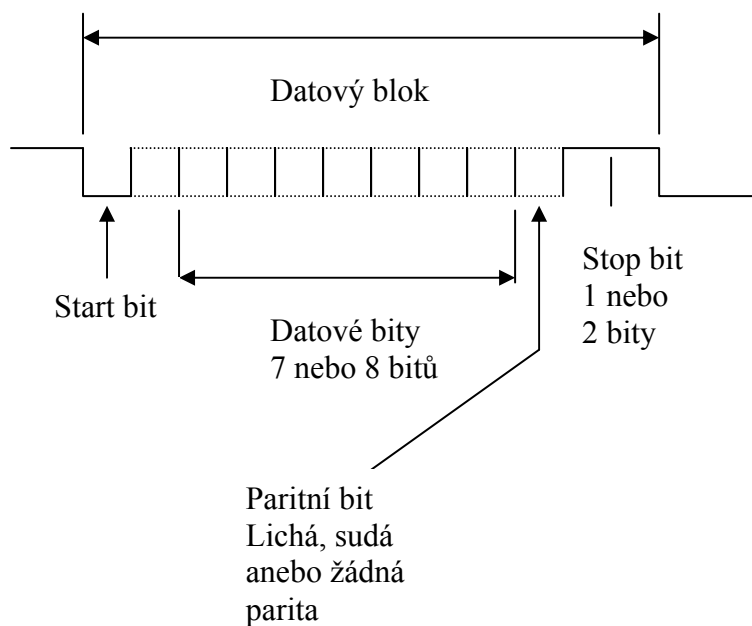 Datový blok
Start bit
Datové bity
7 nebo 8 bitů
Stop bit
1 nebo
2 bity
Paritní bit
Lichá, sudá
anebo žádná
parita